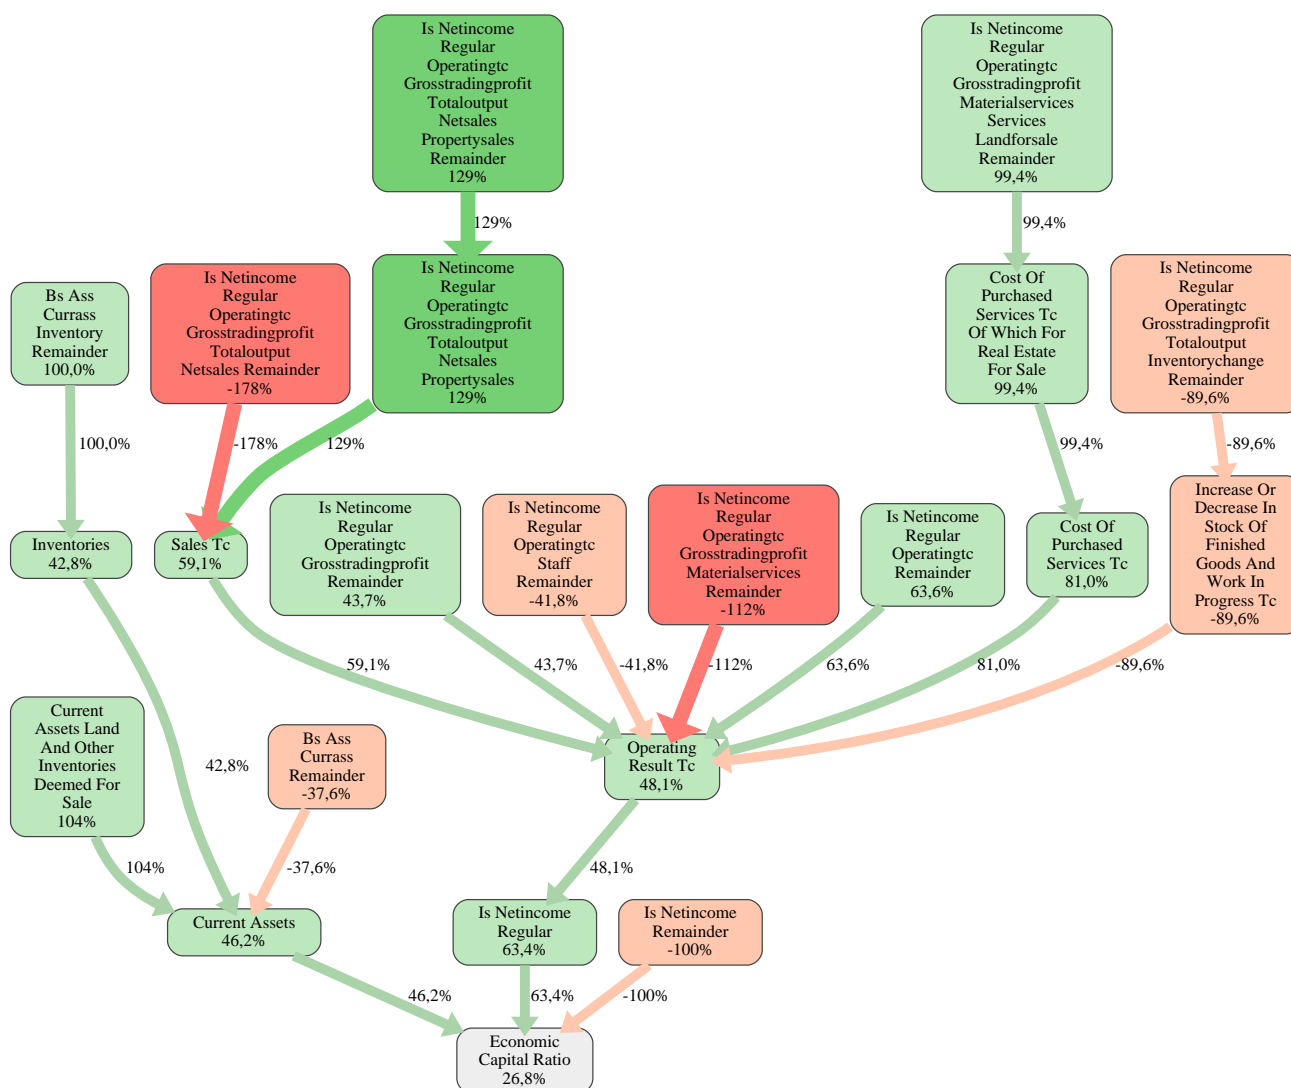 Is Netincome
Regular
Operatingtc
Grosstradingprofit
Totaloutput
Netsales
Propertysales
Remainder
129%
Is Netincome
Regular
Operatingtc
Grosstradingprofit
Materialservices
Services
Landforsale
Remainder
99,4%
129%
99,4%
Bs Ass
Currass
Inventory
Remainder
100,0%
Is Netincome
Regular
Operatingtc
Grosstradingprofit
Totaloutput
Netsales Remainder
-178%
Is Netincome
Regular
Operatingtc
Grosstradingprofit
Totaloutput
Netsales
Propertysales
129%
Cost Of
Purchased
Services Tc
Of Which For
Real Estate
For Sale
99,4%
Is Netincome
Regular
Operatingtc
Grosstradingprofit
Totaloutput
Inventorychange
Remainder
-89,6%
100,0%
-178%
129%
99,4%
-89,6%
Inventories
42,8%
Sales Tc
59,1%
Is Netincome
Regular
Operatingtc
Grosstradingprofit
Remainder
43,7%
Is Netincome
Regular
Operatingtc
Staff
Remainder
-41,8%
Is Netincome
Regular
Operatingtc
Grosstradingprofit
Materialservices
Remainder
-112%
Is Netincome
Regular
Operatingtc
Remainder
63,6%
Cost Of
Purchased
Services Tc
81,0%
Increase Or
Decrease In
Stock Of
Finished
Goods And
Work In
Progress Tc
-89,6%
59,1%
43,7%
-41,8%
-112%
63,6%
81,0%
-89,6%
Current
Assets Land
And Other
Inventories
Deemed For
Sale
104%
42,8%
Bs Ass
Currass
Remainder
-37,6%
Operating
Result Tc
48,1%
104%
-37,6%
48,1%
Current Assets
46,2%
Is Netincome
Regular
63,4%
Is Netincome
Remainder
-100%
46,2%
63,4%
-100%
Economic
Capital Ratio
26,8%